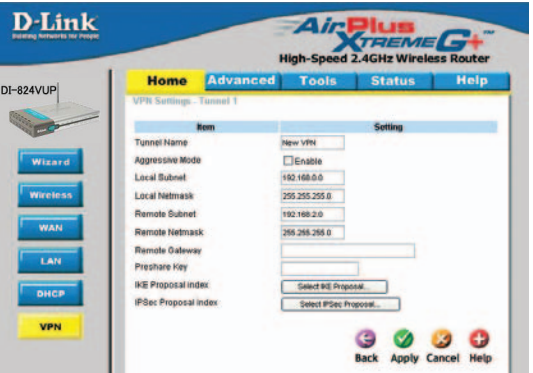 D-Link
Building Networks for People
AirPlus
XTREME G+™
High-Speed 2.4GHz Wireless Router
DI-824VUP
Home Advanced Tools Status Help
VPN Settings - Tunnel 1
Item Setting
Tunnel Name New VPN
Aggressive Mode Enable
Local Subnet 192.168.0.0
Local Netmask 255.255.255.0
Remote Subnet 192.168.2.0
Remote Netmask 255.255.255.0
Remote Gateway
Preshare Key
IKE Proposal index Select IKE Proposal...
IPSec Proposal index Select IPSec Proposal...
Wizard
Wireless
WAN
LAN
DHCP
VPN
Back Apply Cancel Help